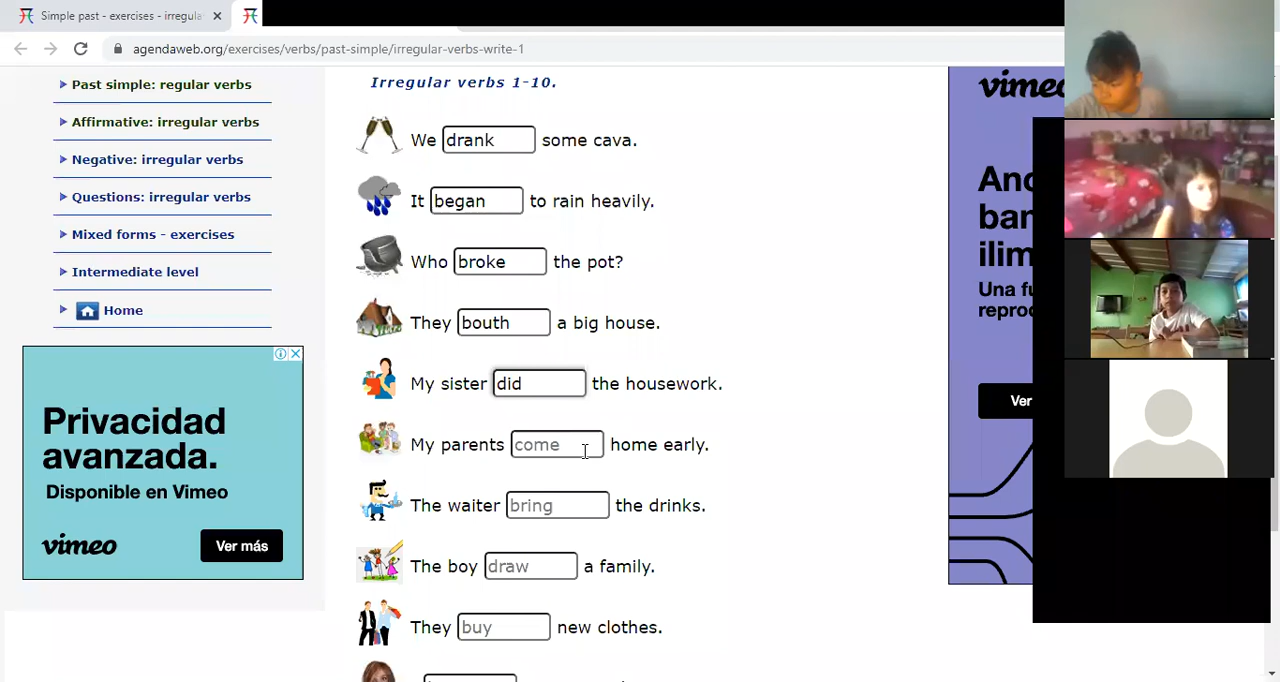 Simple past - exercises - irregula
agendaweb.org/exercises/verbs/past-simple/irregular-verbs-write-1
Past simple: regular verbs
Affirmative: irregular verbs
Negative: irregular verbs
Questions: irregular verbs
Mixed forms - exercises
Intermediate level
Home
Privacidad
avanzada.
Disponible en Vimeo
vimeo
Ver más
Irregular verbs 1-10.
We drank some cava.
It began to rain heavily.
Who broke the pot?
They bouth a big house.
My sister did the housework.
My parents come home early.
The waiter bring the drinks.
The boy draw a family.
They buy new clothes.
vimeo
ban
ilim
Una fu
repro
Ver